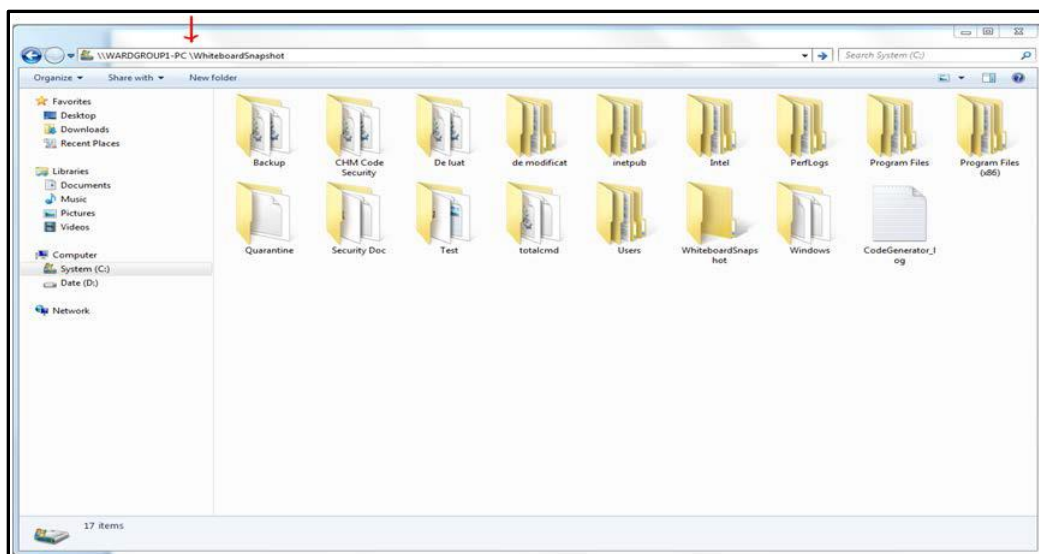 \\WARDGROUP1-PC \WhiteboardSnapshot
Search System (C:)
Organize
Share with
New folder
Favorites
Desktop
Downloads
Recent Places
Libraries
Documents
Music
Pictures
Videos
Computer
System (C:)
Date (D:)
Network
Backup
CHM Code
Security
De luat
de modificat
inetpub
Intel
PerfLogs
Program Files
Program Files
(x86)
Quarantine
Security Doc
Test
totalcmd
Users
WhiteboardSnaps
hot
Windows
CodeGenerator_l
og
17 items